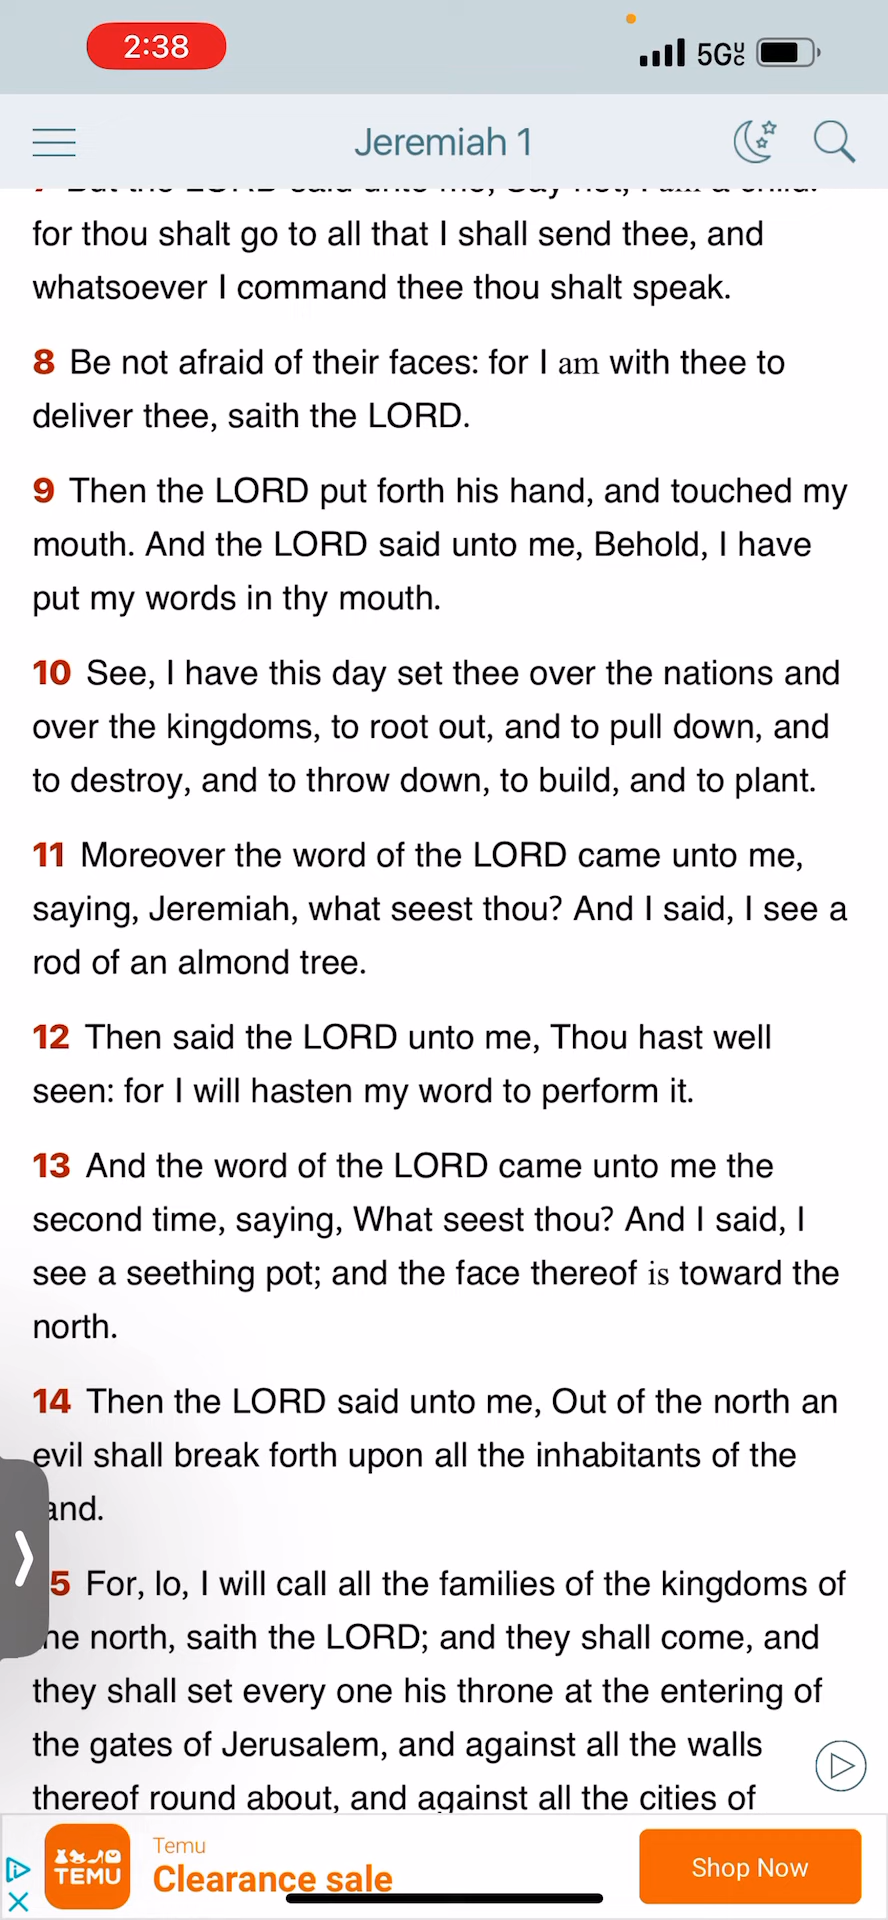 2:38
5G UC
Jeremiah 1
7 But the LORD said unto me, Say not, I am a child:
for thou shalt go to all that I shall send thee, and
whatsoever I command thee thou shalt speak.
8 Be not afraid of their faces: for I am with thee to
deliver thee, saith the LORD.
9 Then the LORD put forth his hand, and touched my
mouth. And the LORD said unto me, Behold, I have
put my words in thy mouth.
10 See, I have this day set thee over the nations and
over the kingdoms, to root out, and to pull down, and
to destroy, and to throw down, to build, and to plant.
11 Moreover the word of the LORD came unto me,
saying, Jeremiah, what seest thou? And I said, I see a
rod of an almond tree.
12 Then said the LORD unto me, Thou hast well
seen: for I will hasten my word to perform it.
13 And the word of the LORD came unto me the
second time, saying, What seest thou? And I said, I
see a seething pot; and the face thereof is toward the
north.
14 Then the LORD said unto me, Out of the north an
evil shall break forth upon all the inhabitants of the
and.
5 For, lo, I will call all the families of the kingdoms of
he north, saith the LORD; and they shall come, and
they shall set every one his throne at the entering of
the gates of Jerusalem, and against all the walls
thereof round about, and against all the cities of
TEMU
Temu
Clearance sale
Shop Now